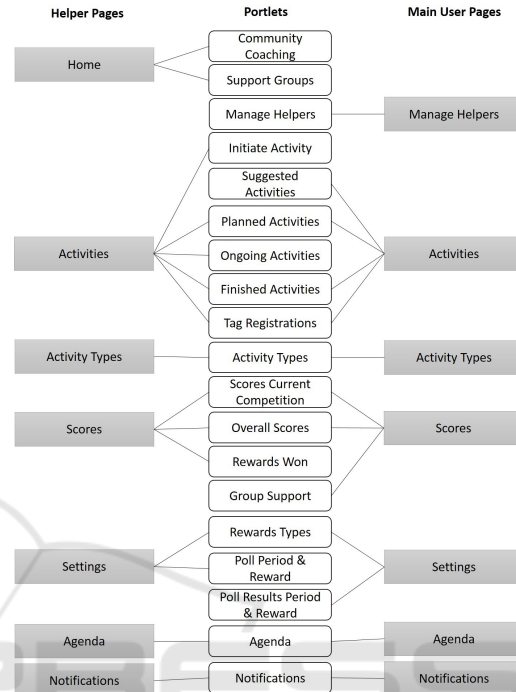 Helper Pages
Portlets
Main User Pages
Home
Community
Coaching
Support Groups
Manage Helpers
Manage Helpers
Initiate Activity
Suggested
Activities
Planned Activities
Activities
Ongoing Activities
Activities
Finished Activities
Tag Registrations
Activity Types
Activity Types
Activity Types
Scores Current
Competition
Scores
Overall Scores
Scores
Rewards Won
Group Support
Rewards Types
Settings
Poll Period &
Reward
Settings
Poll Results Period
& Reward
Agenda
Agenda
Agenda
Notifications
Notifications
Notifications